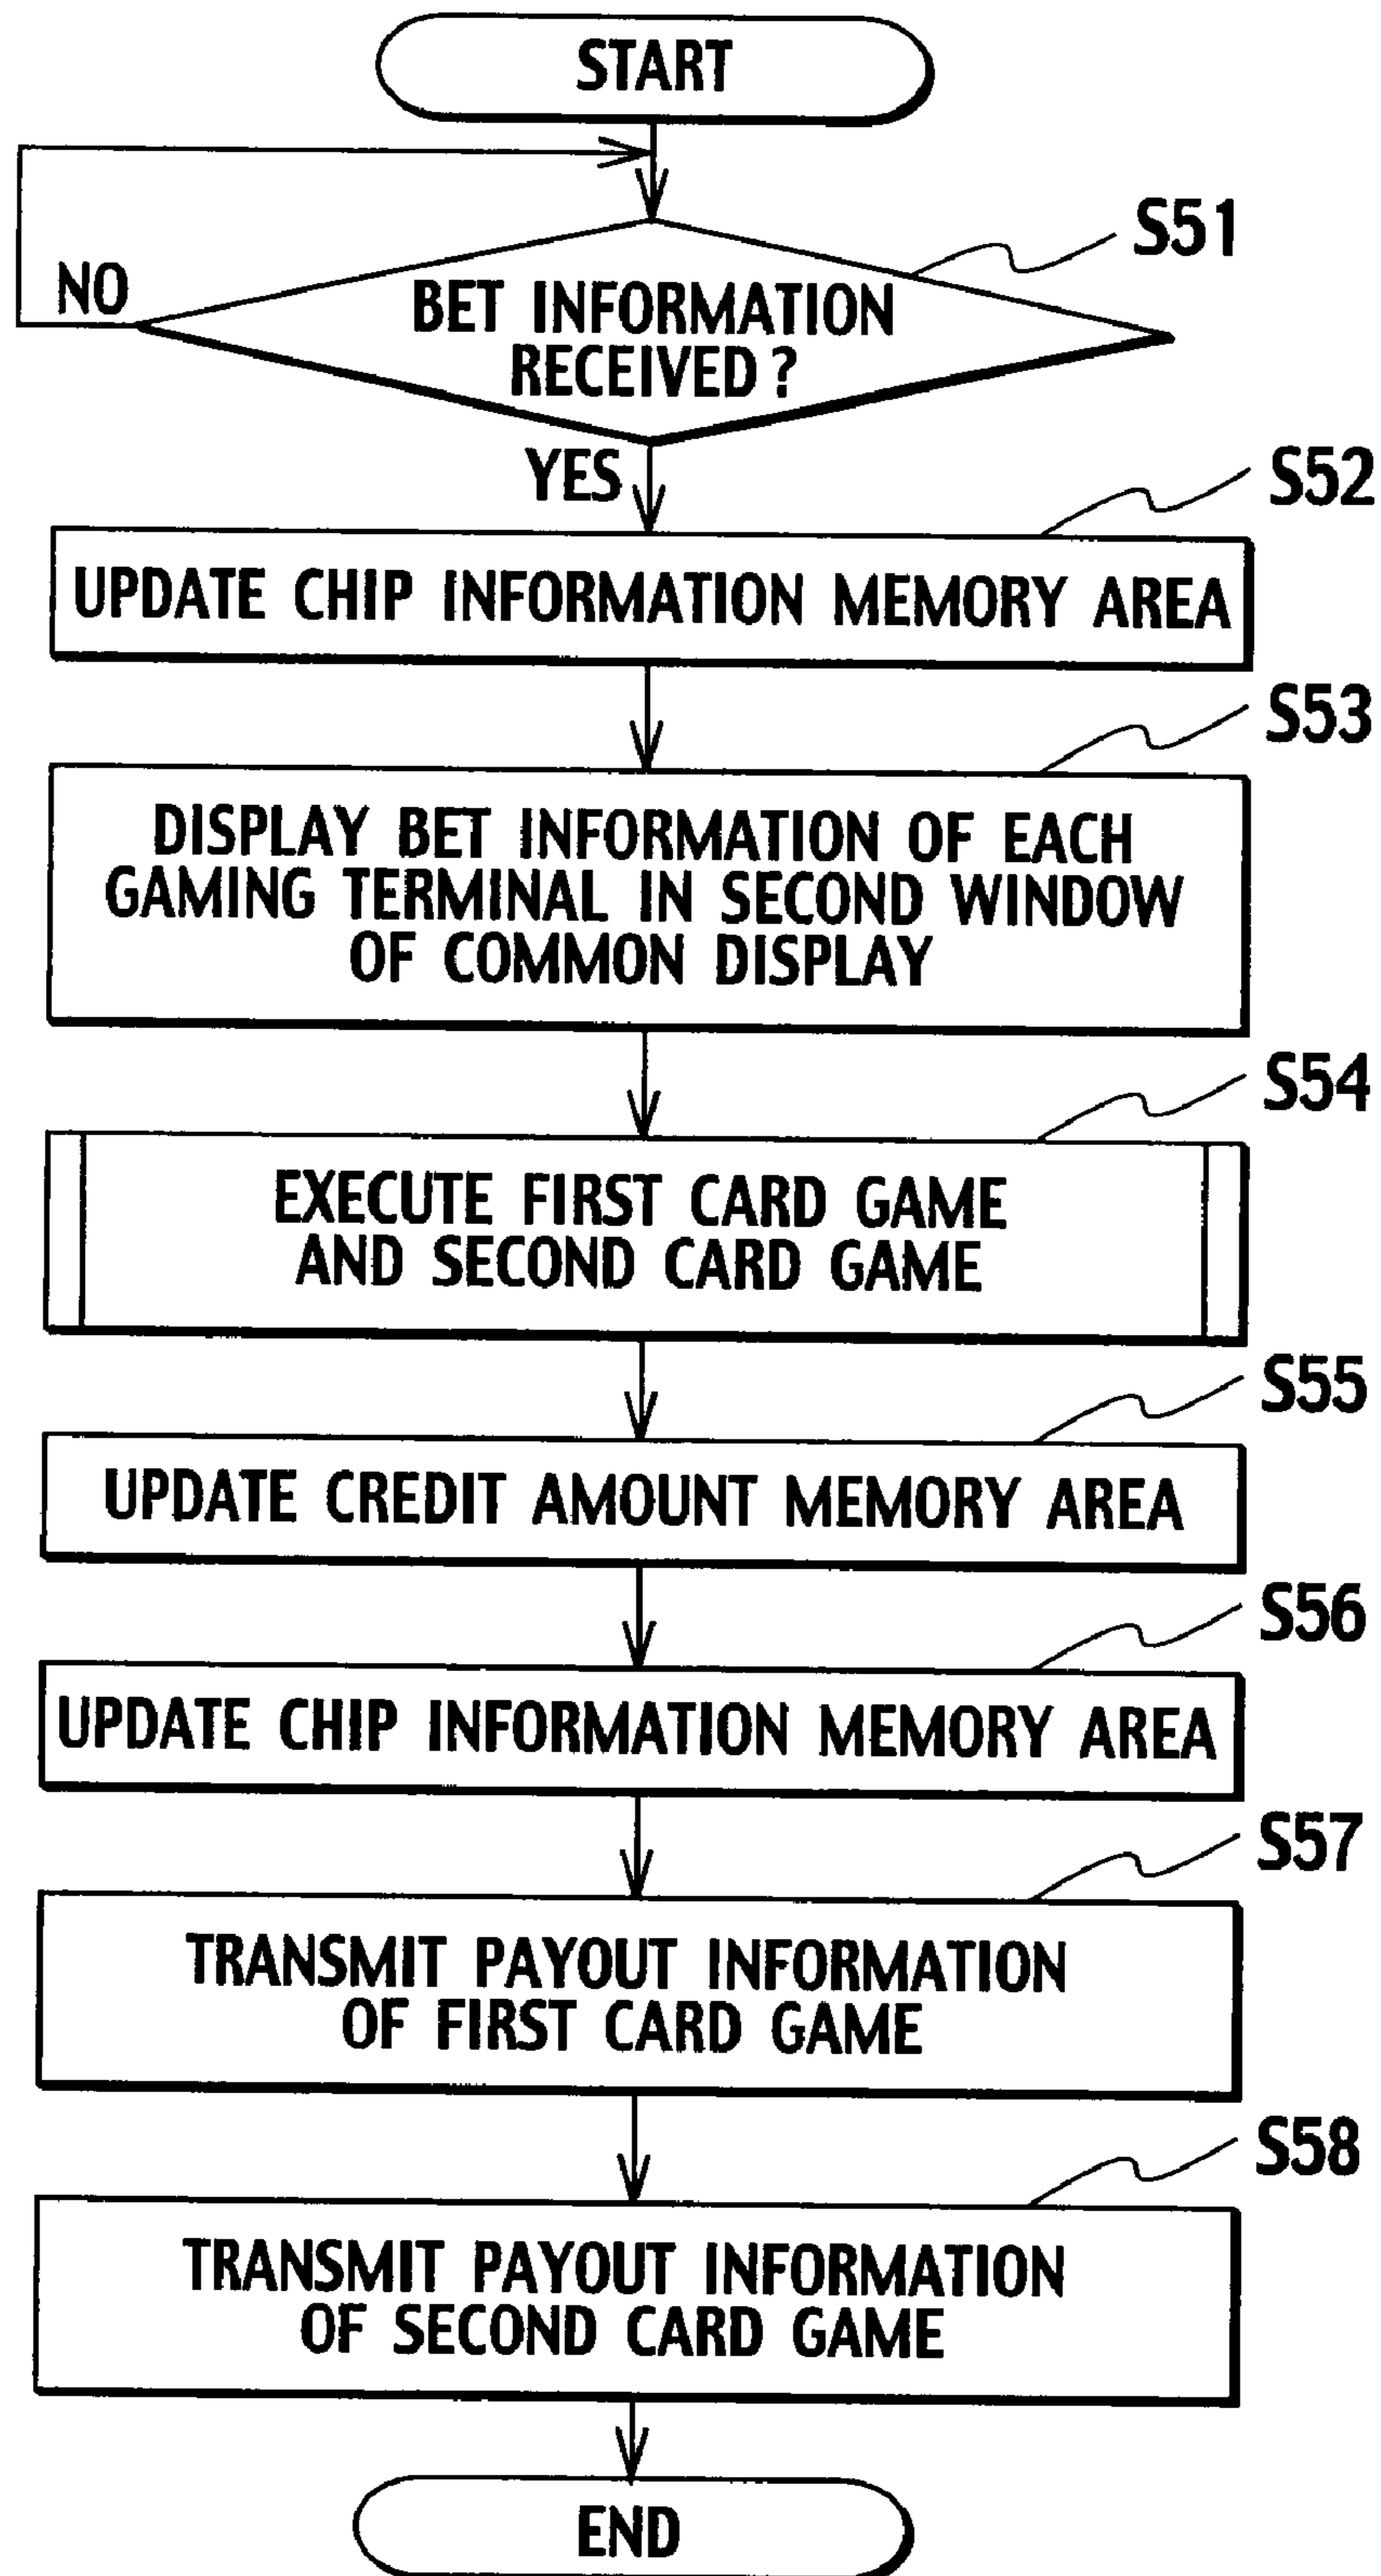 START
S51
NO
BET INFORMATION
RECEIVED?
YES
S52
UPDATE CHIP INFORMATION MEMORY AREA
S53
DISPLAY BET INFORMATION OF EACH
GAMING TERMINAL IN SECOND WINDOW
OF COMMON DISPLAY
S54
EXECUTE FIRST CARD GAME
AND SECOND CARD GAME
S55
UPDATE CREDIT AMOUNT MEMORY AREA
S56
UPDATE CHIP INFORMATION MEMORY AREA
S57
TRANSMIT PAYOUT INFORMATION
OF FIRST CARD GAME
S58
TRANSMIT PAYOUT INFORMATION
OF SECOND CARD GAME
END